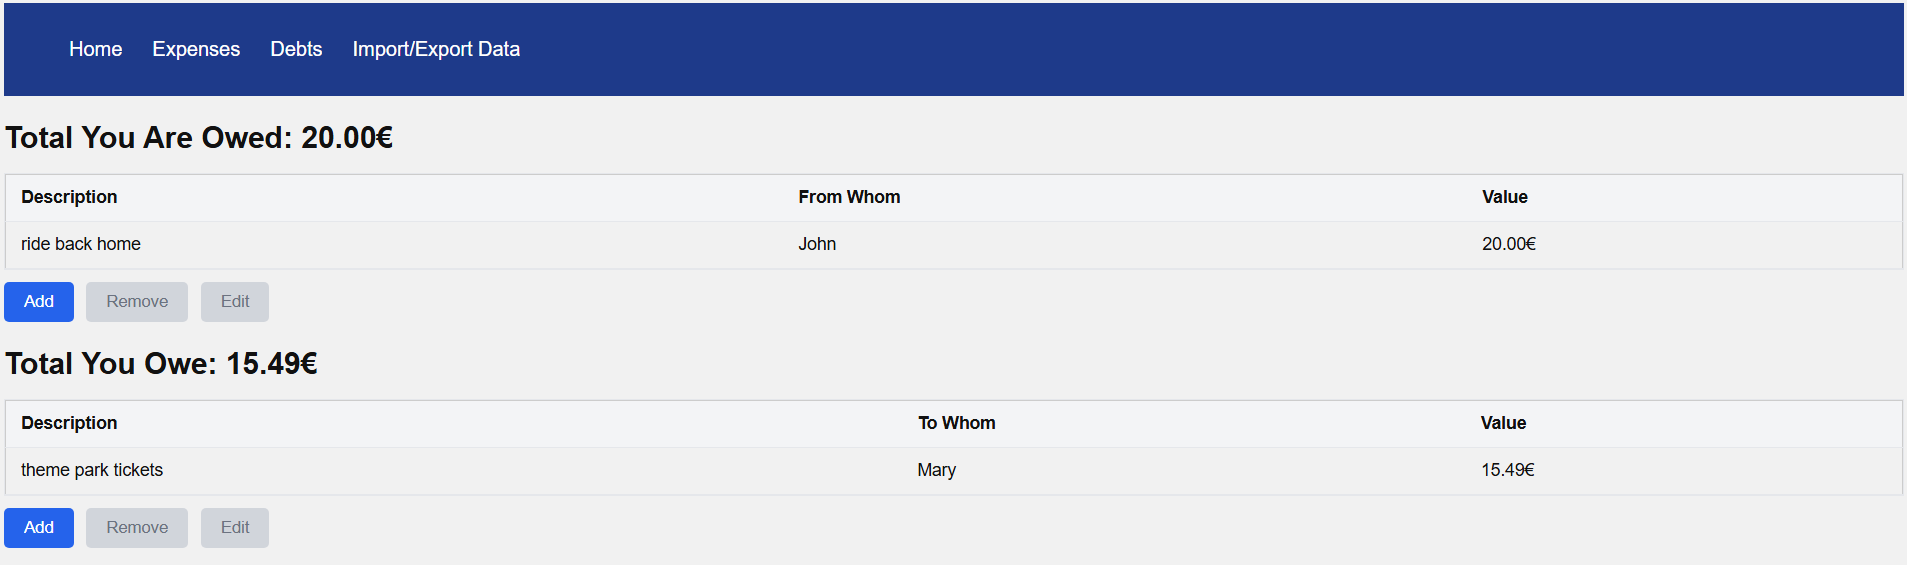 Home Expenses Debts Import/Export Data
Total You Are Owed: 20.00€
Description From Whom Value
ride back home John 20.00€
Add Remove Edit
Total You Owe: 15.49€
Description To Whom Value
theme park tickets Mary 15.49€
Add Remove Edit